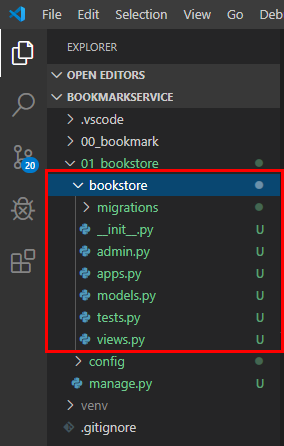 File Edit Selection View Go Deb
EXPLORER
OPEN EDITORS
BOOKMARKSERVICE
.vscode
00_bookmark
01_bookstore
bookstore
migrations
__init__.py U
admin.py U
apps.py U
models.py U
tests.py U
views.py U
config
manage.py U
venv
.gitignore
20